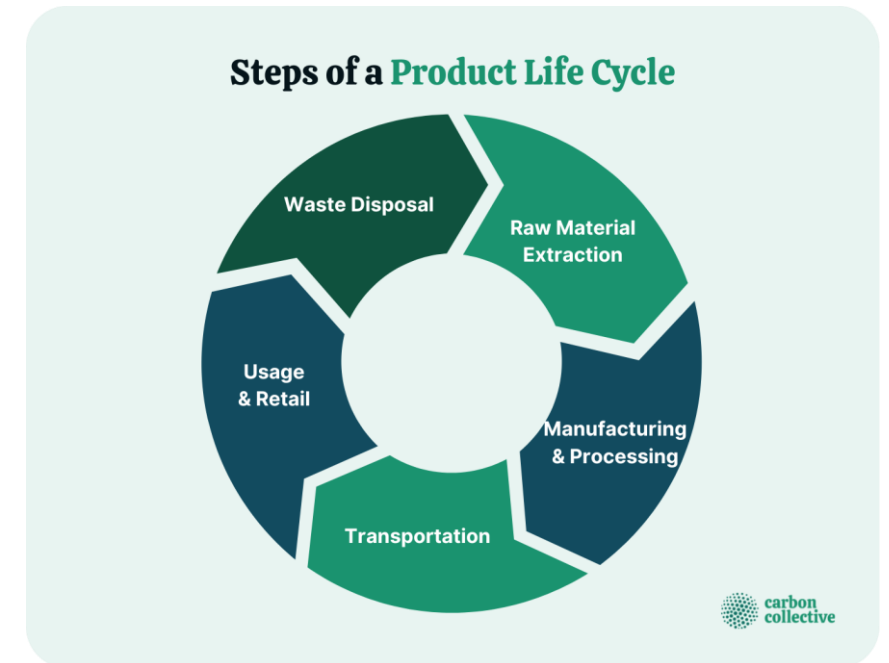 Steps of a Product Life Cycle
Waste Disposal
Raw Material
Extraction
Usage
& Retail
Manufacturing
& Processing
Transportation
carbon
collective